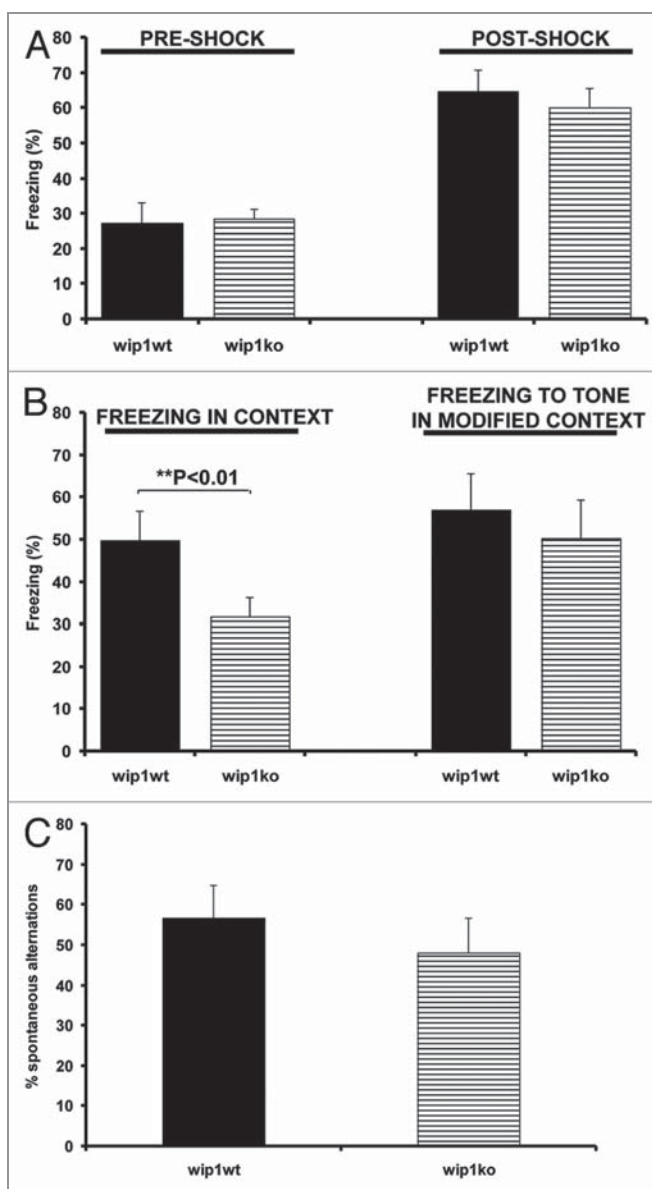 A
PRE-SHOCK
POST-SHOCK
80
70
60
50
40
30
20
10
0
Freezing (%)
wip1wt
wip1ko
wip1wt
wip1ko
B
FREEZING IN CONTEXT
FREEZING TO TONE
IN MODIFIED CONTEXT
**P<0.01
80
70
60
50
40
30
20
10
0
Freezing (%)
wip1wt
wip1ko
wip1wt
wip1ko
C
80
70
60
50
40
30
20
10
0
% spontaneous alternations
wip1wt
wip1ko